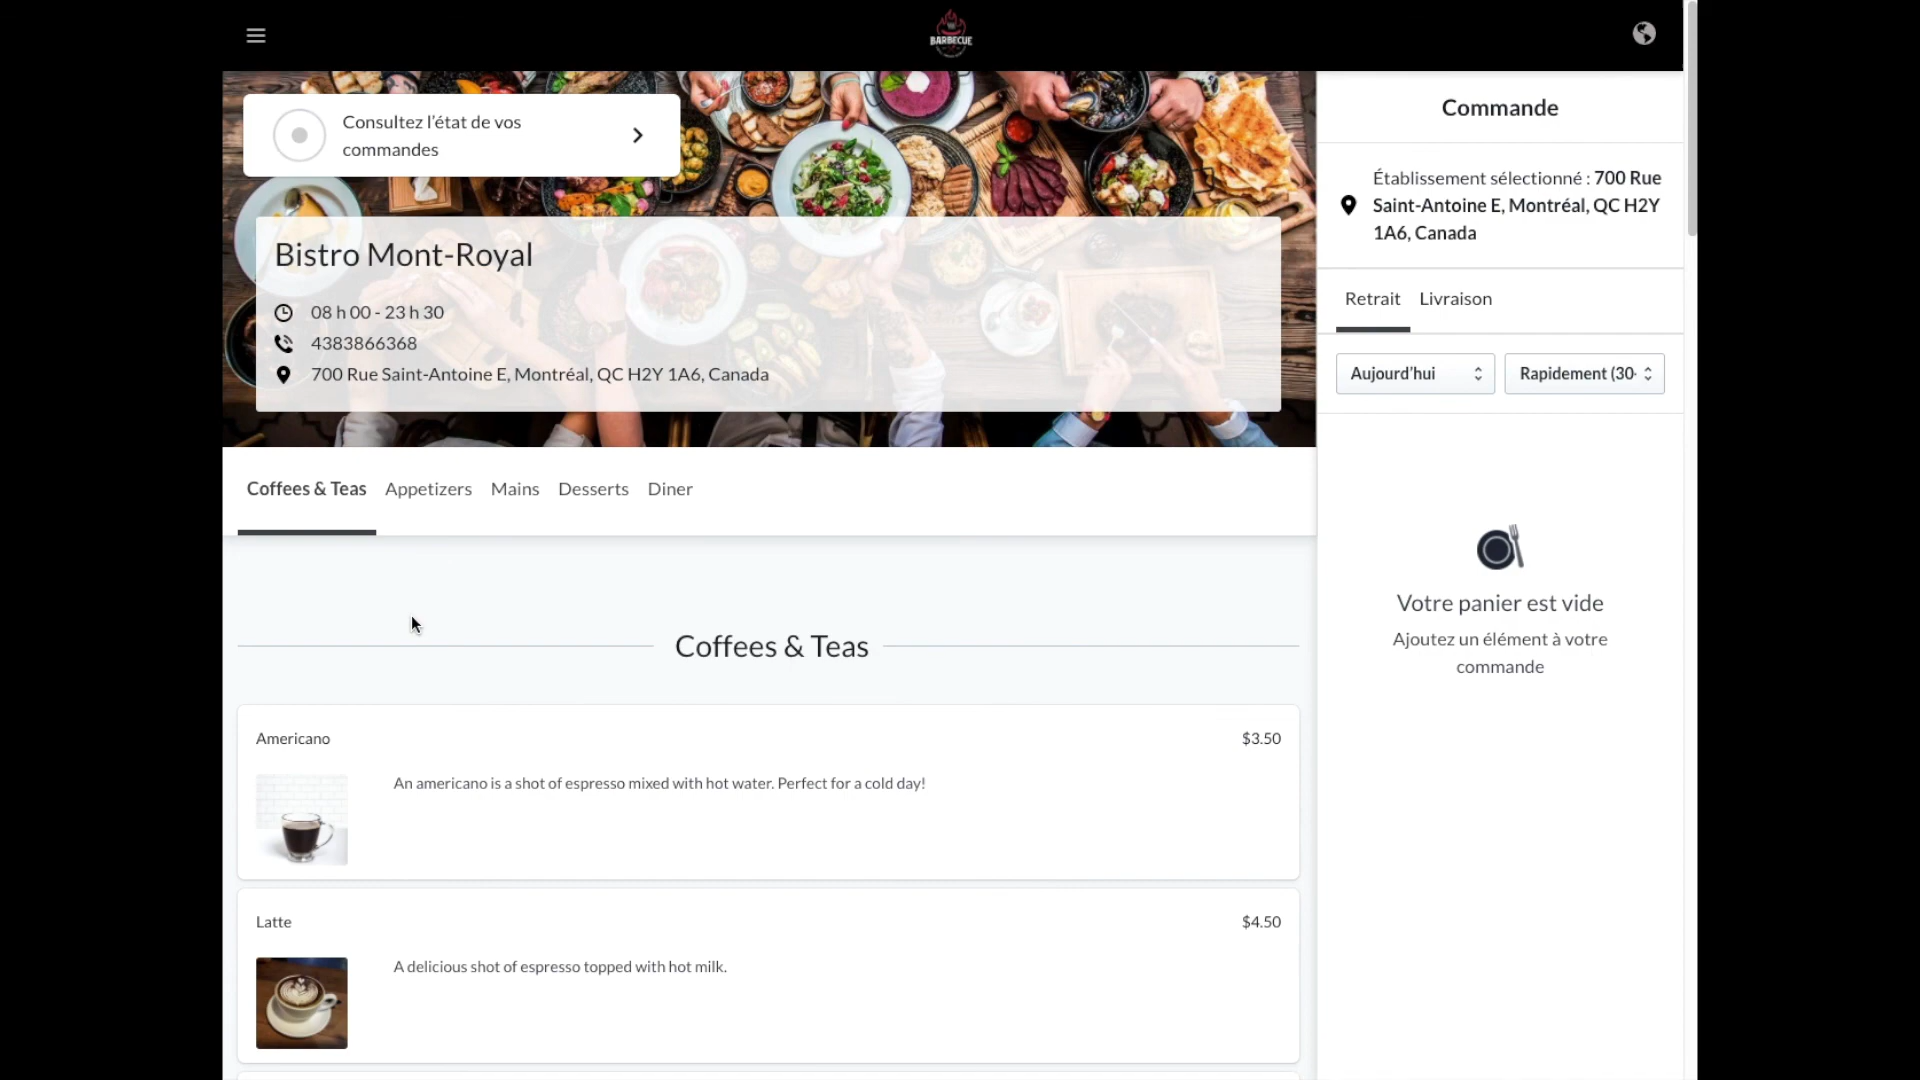 BARBECUE
Consultez l'état de vos
commandes
Bistro Mont-Royal
08 h 00 - 23 h 30
4383866368
700 Rue Saint-Antoine E, Montréal, QC H2Y 1A6, Canada
Coffees & Teas Appetizers Mains Desserts Diner
Coffees & Teas
Americano $3.50
An americano is a shot of espresso mixed with hot water. Perfect for a cold day!
Latte $4.50
A delicious shot of espresso topped with hot milk.
Commande
Établissement sélectionné : 700 Rue
Saint-Antoine E, Montréal, QC H2Y
1A6, Canada
Retrait Livraison
Aujourd'hui Rapidement (30-
Votre panier est vide
Ajoutez un élément à votre
commande